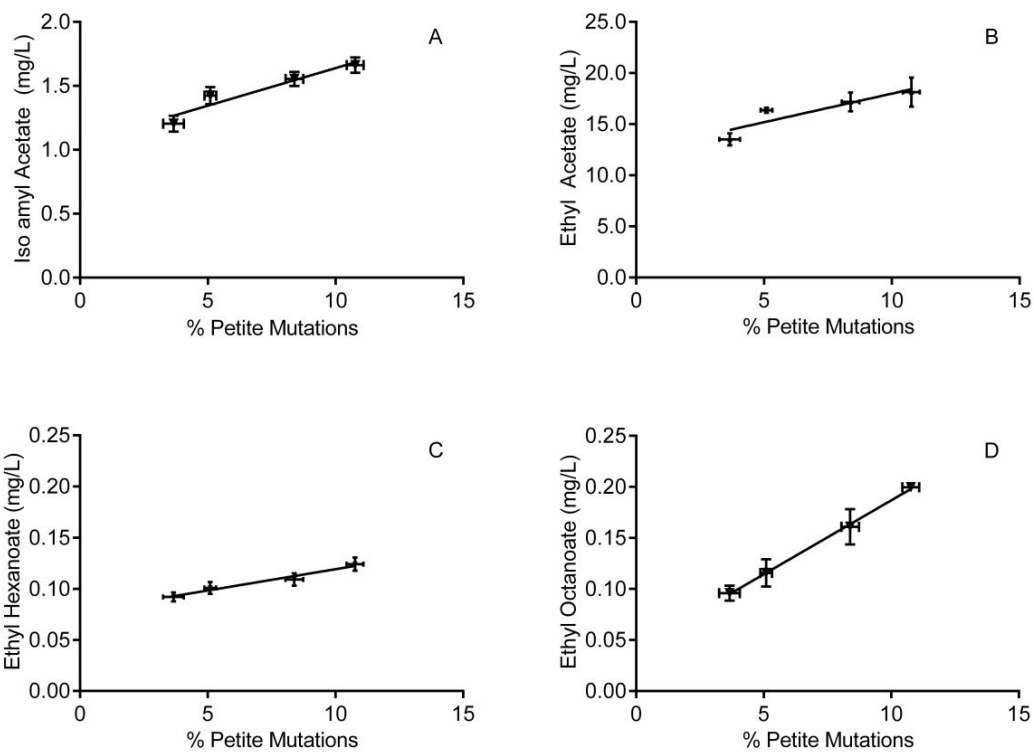 A
Iso amyl Acetate (mg/L)
2.0
1.5
1.0
0.5
0.0
0 5 10 15
% Petite Mutations
B
Ethyl Acetate (mg/L)
25.0
20.0
15.0
10.0
5.0
0.0
0 5 10 15
% Petite Mutations
C
Ethyl Hexanoate (mg/L)
0.25
0.20
0.15
0.10
0.05
0.00
0 5 10 15
% Petite Mutations
D
Ethyl Octanoate (mg/L)
0.25
0.20
0.15
0.10
0.05
0.00
0 5 10 15
% Petite Mutations